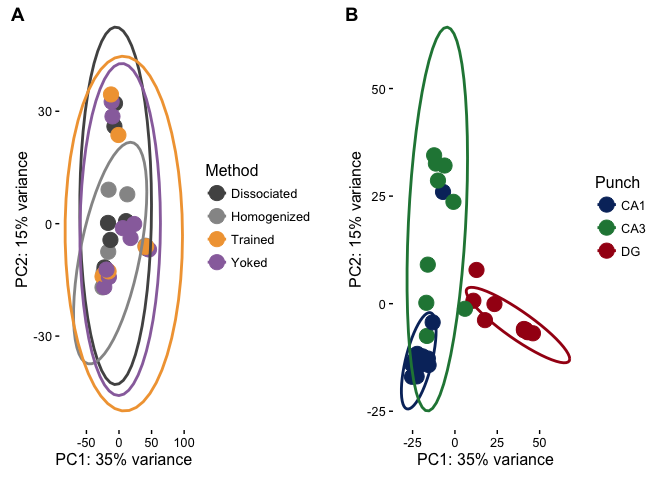 A
PC2: 15% variance
30
0
-30
-50 0 50 100
PC1: 35% variance
Method
Dissociated
Homogenized
Trained
Yoked
B
PC2: 15% variance
50
25
0
-25
-25 0 25 50
PC1: 35% variance
Punch
CA1
CA3
DG